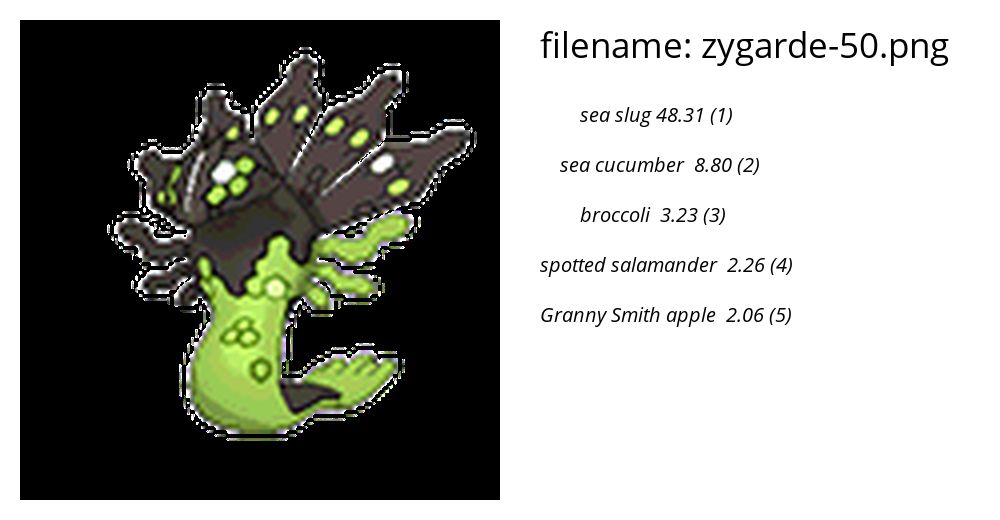 filename: zygarde-50.png
sea slug 48.31 (1)
sea cucumber 8.80 (2)
broccoli 3.23 (3)
spotted salamander 2.26 (4)
Granny Smith apple 2.06 (5)